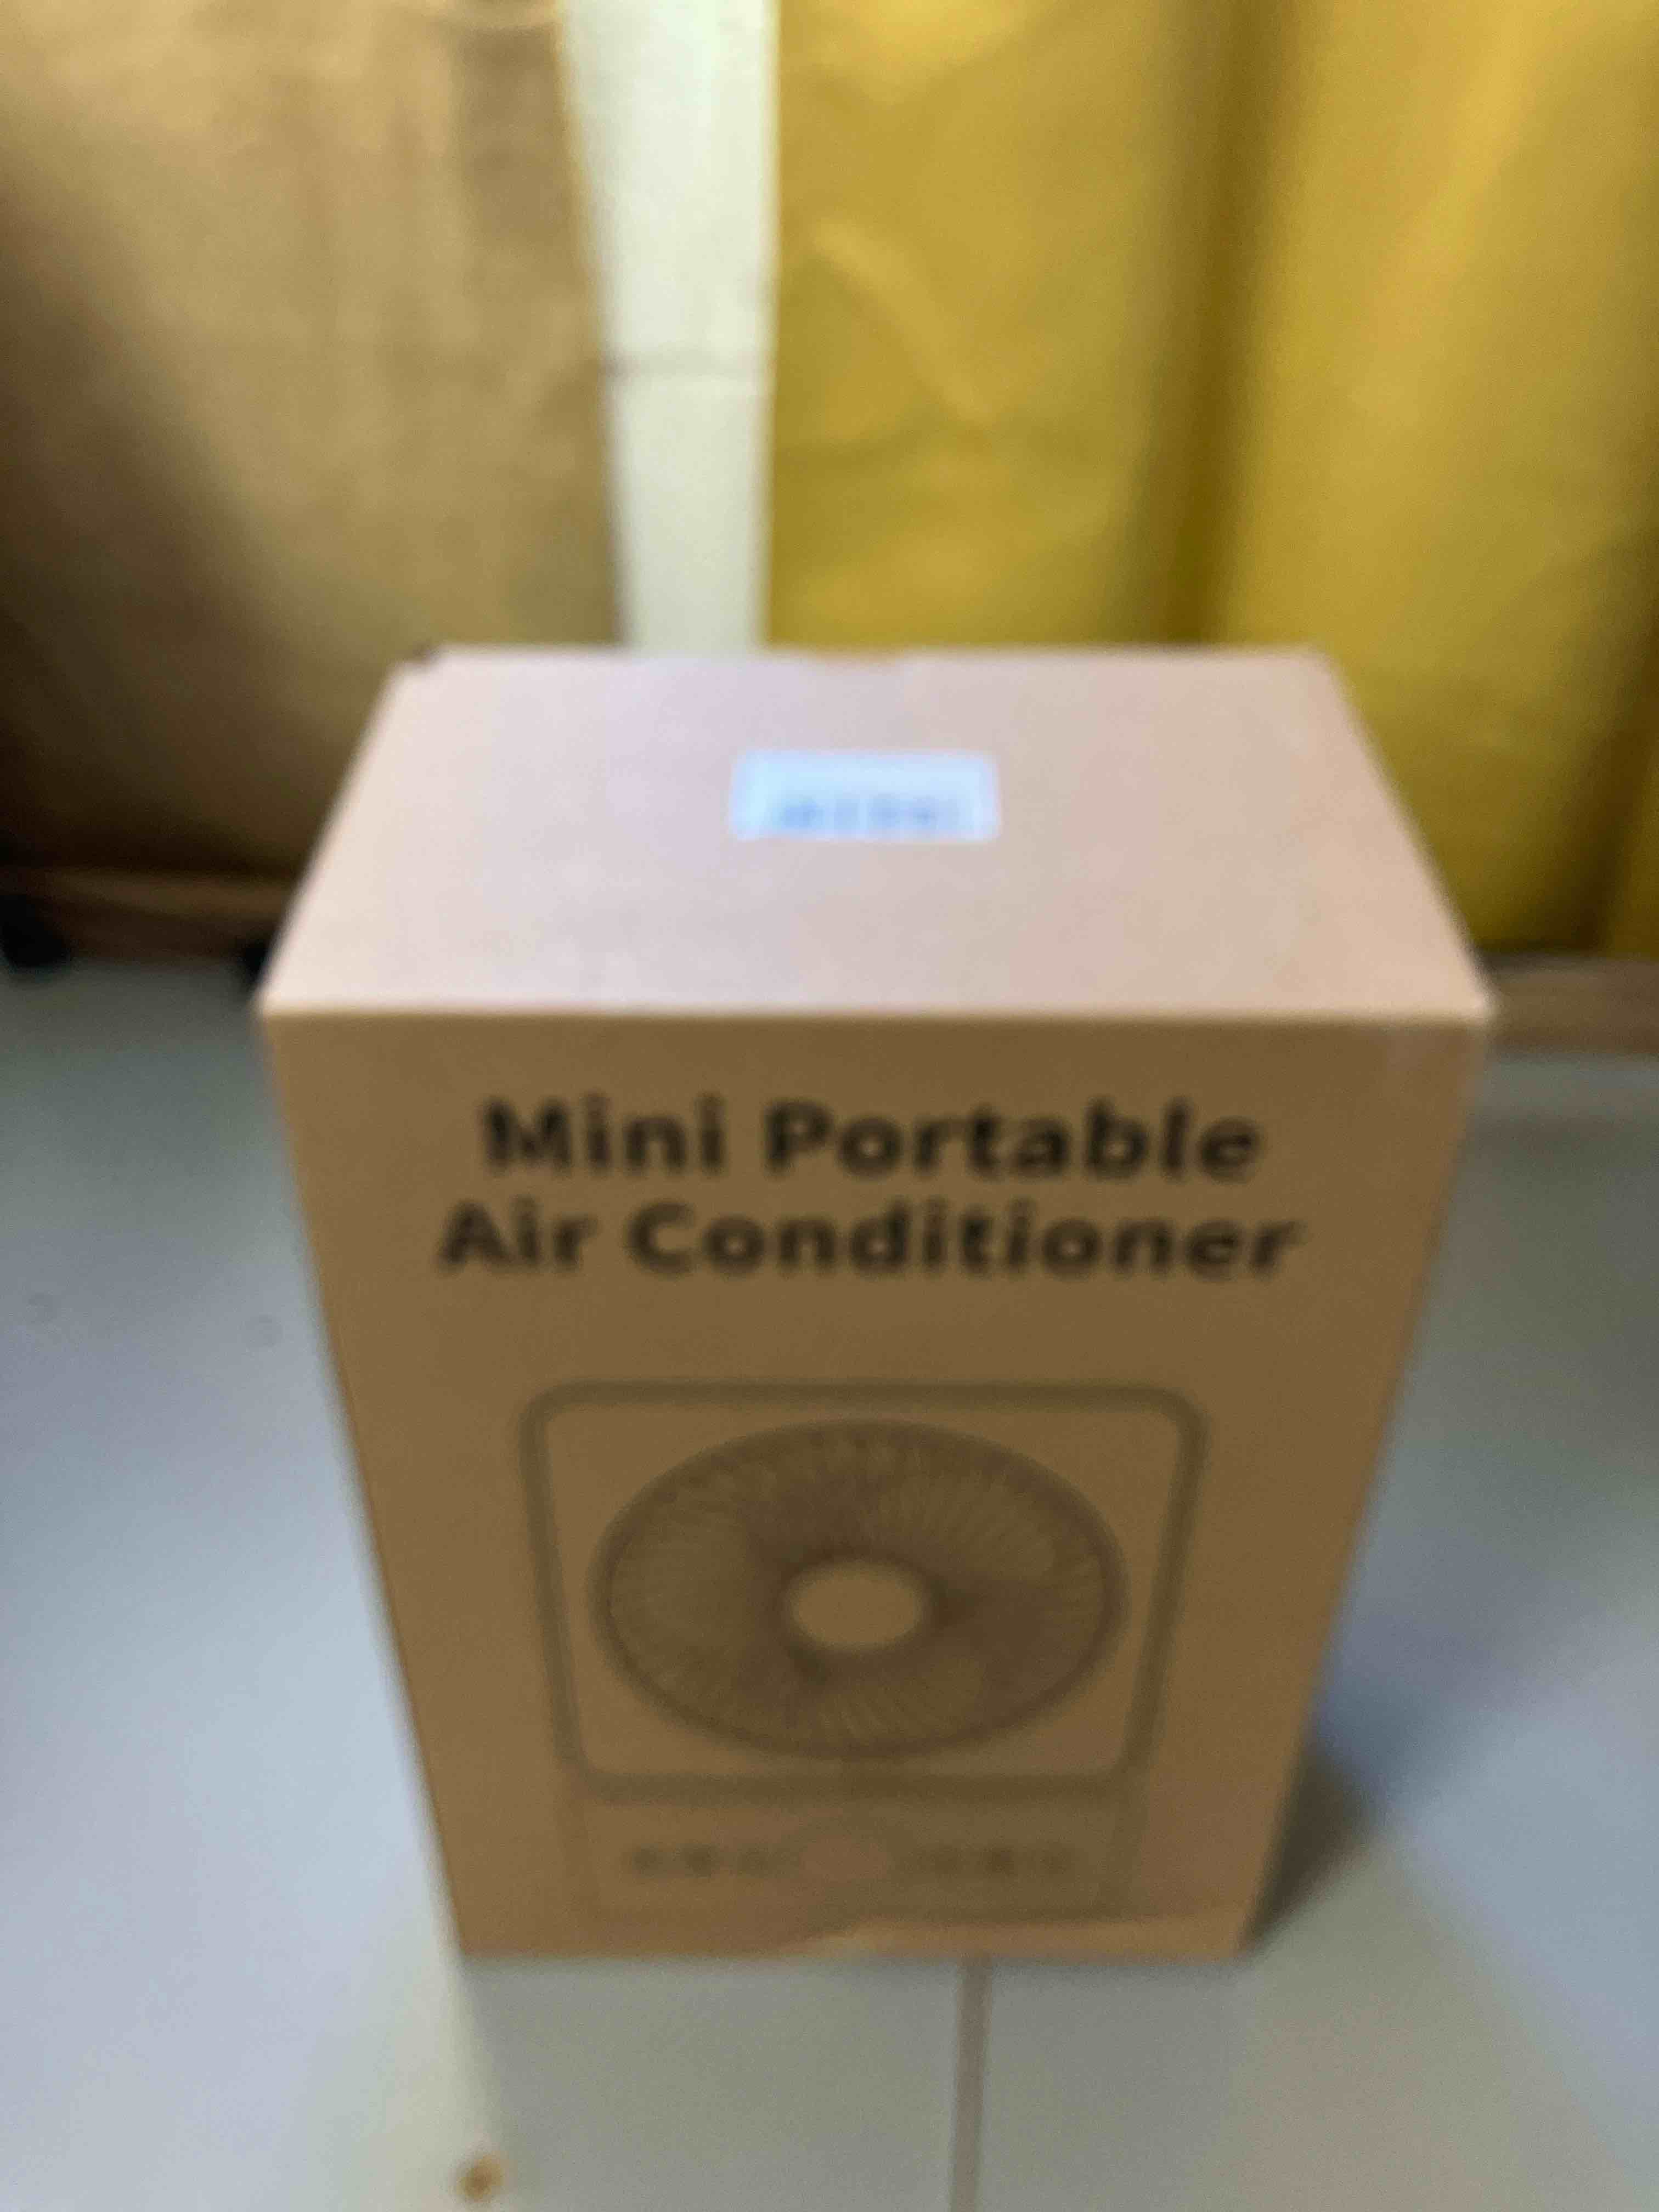 Mini Portable
Air Conditioner